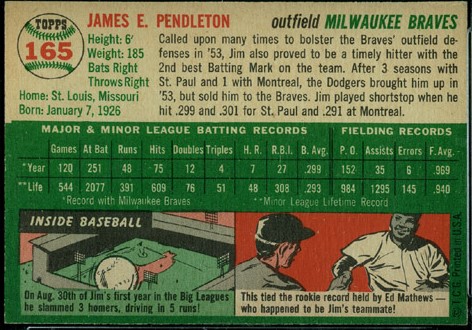 TOPPS
165
JAMES E. PENDLETON
outfield MILWAUKEE BRAVES
Height: 6'
Weight: 185
Bats Right
Throws Right
Home: St. Louis, Missouri
Born: January 7, 1926
Called upon many times to bolster the Braves' outfield de-
fenses in '53, Jim also proved to be a timely hitter with the
2nd best Batting Mark on the team. After 3 seasons with
St. Paul and 1 with Montreal, the Dodgers brought him up in
'53, but sold him to the Braves. Jim played shortstop when he
hit .299 and .301 for St. Paul and .291 at Montreal.
MAJOR & MINOR LEAGUE BATTING RECORDS
FIELDING RECORDS
Games At Bat Runs Hits Doubles Triples H. R. R.B.I. B. Avg. P. O. Assists Errors F. Avg.
*Year 120 251 48 75 12 4 7 27 .299 152 35 6 .969
**Life 544 2077 391 609 76 51 48 308 .293 984 1295 145 .940
*Record with Milwaukee Braves.
**Minor League Lifetime Record
INSIDE BASEBALL
On Aug. 30th of Jim's first year in the Big Leagues
he slammed 3 homers, driving in 5 runs!
This tied the rookie record held by Ed Mathews—
who happened to be Jim's teammate!
T.C.G. Printed in U.S.A.